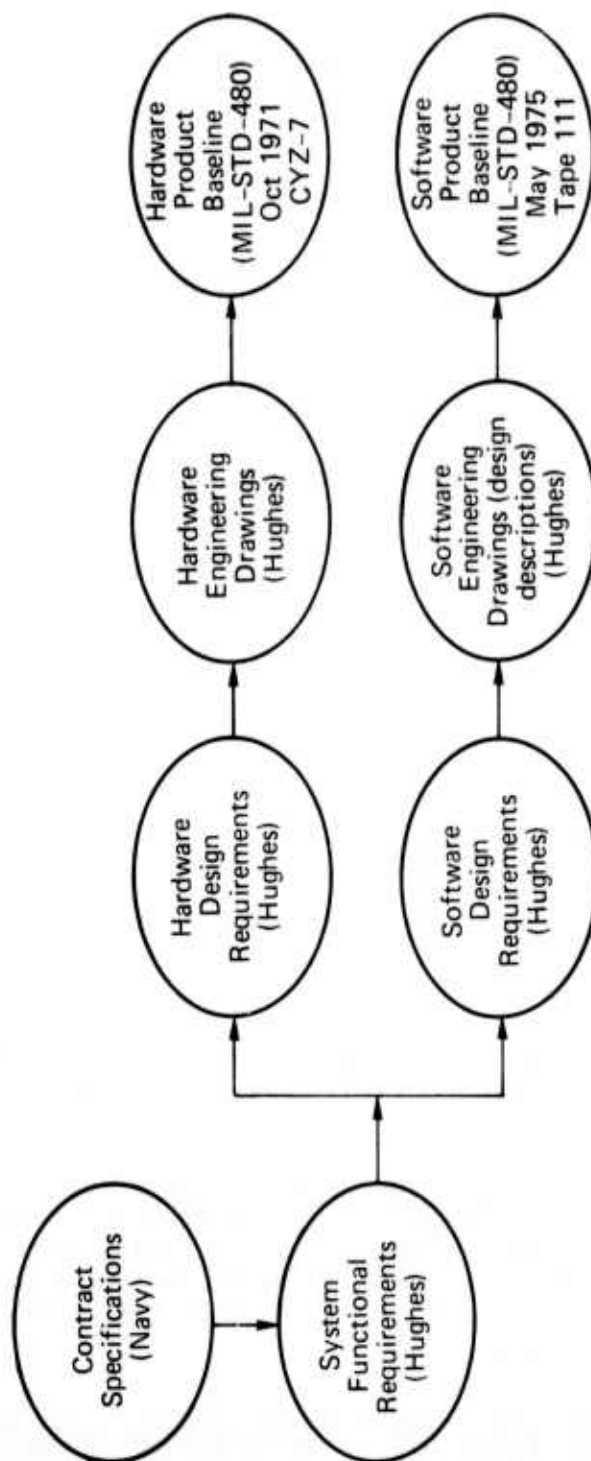 Contract
Specifications
(Navy)
System
Functional
Requirements
(Hughes)
Hardware
Design
Requirements
(Hughes)
Hardware
Engineering
Drawings
(Hughes)
Hardware
Product
Baseline
(MIL-STD-480)
Oct 1971
CYZ-7
Software
Design
Requirements
(Hughes)
Software
Engineering
Drawings (design
descriptions)
(Hughes)
Software
Product
Baseline
(MIL-STD-480)
May 1975
Tape 111